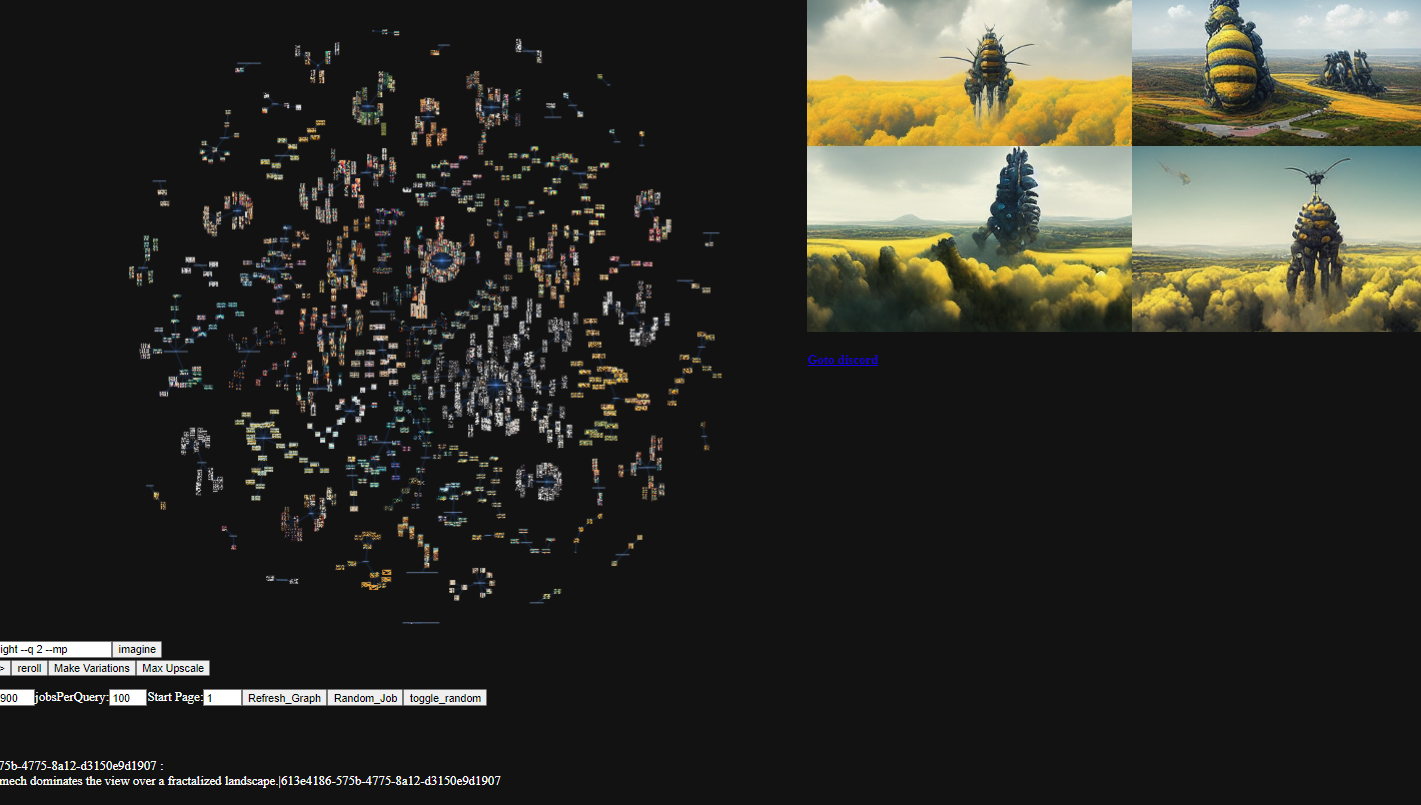 Goto discord
ight --q 2 --mp imagine
> reroll Make Variations Max Upscale
900 jobsPerQuery: 100 Start Page: 1 Refresh_Graph Random_Job toggle_random
75b-4775-8a12-d3150e9d1907 :
mech dominates the view over a fractalized landscape.|613e4186-575b-4775-8a12-d3150e9d1907